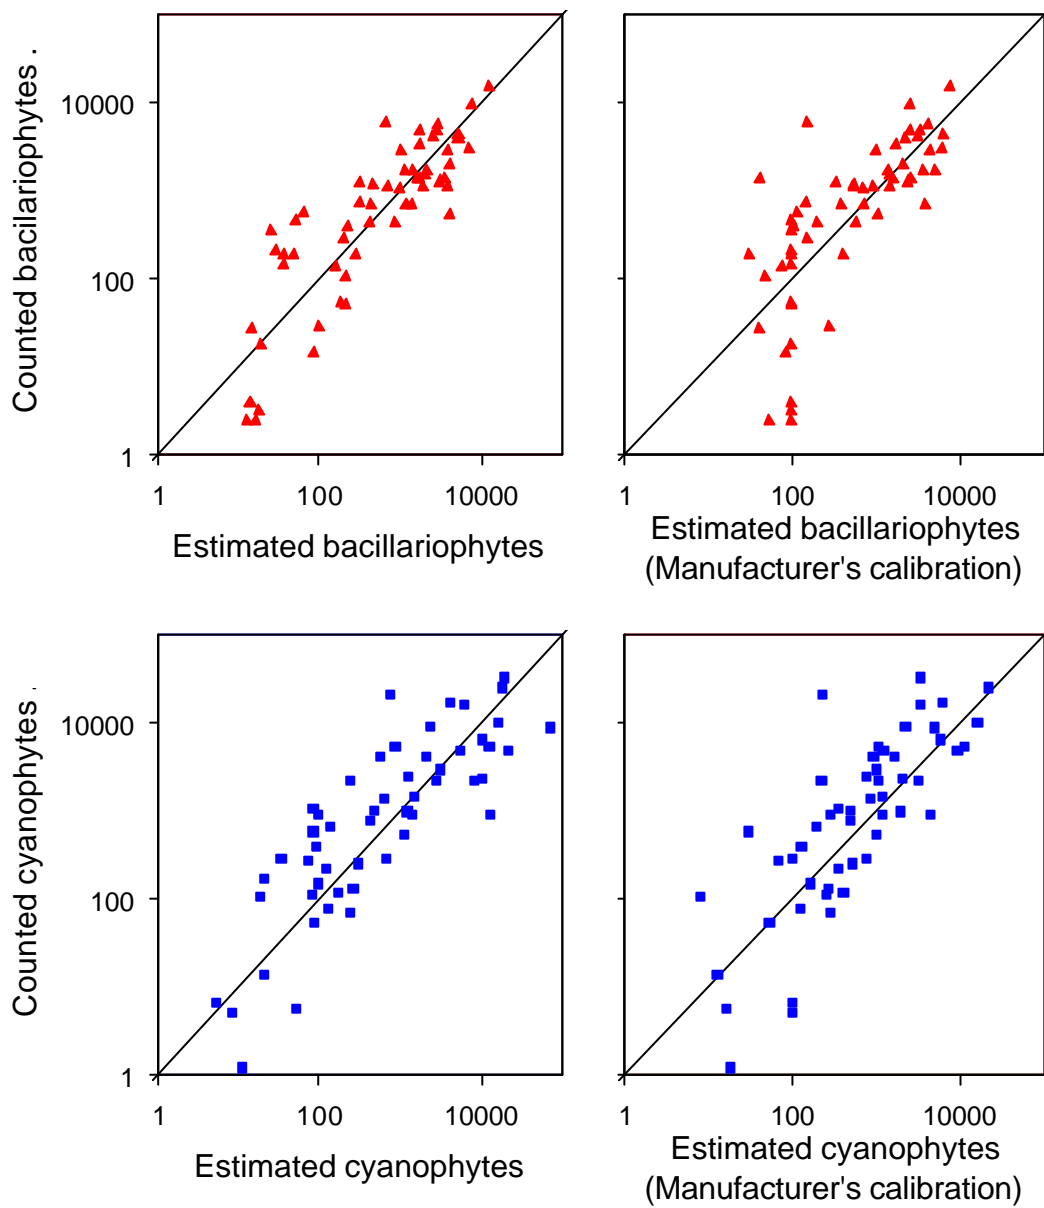 Counted bacillariophytes .
10000
100
1
1 100 10000
Estimated bacillariophytes
1 100 10000
Estimated bacillariophytes
(Manufacturer's calibration)
Counted cyanophytes .
10000
100
1
1 100 10000
Estimated cyanophytes
1 100 10000
Estimated cyanophytes
(Manufacturer's calibration)